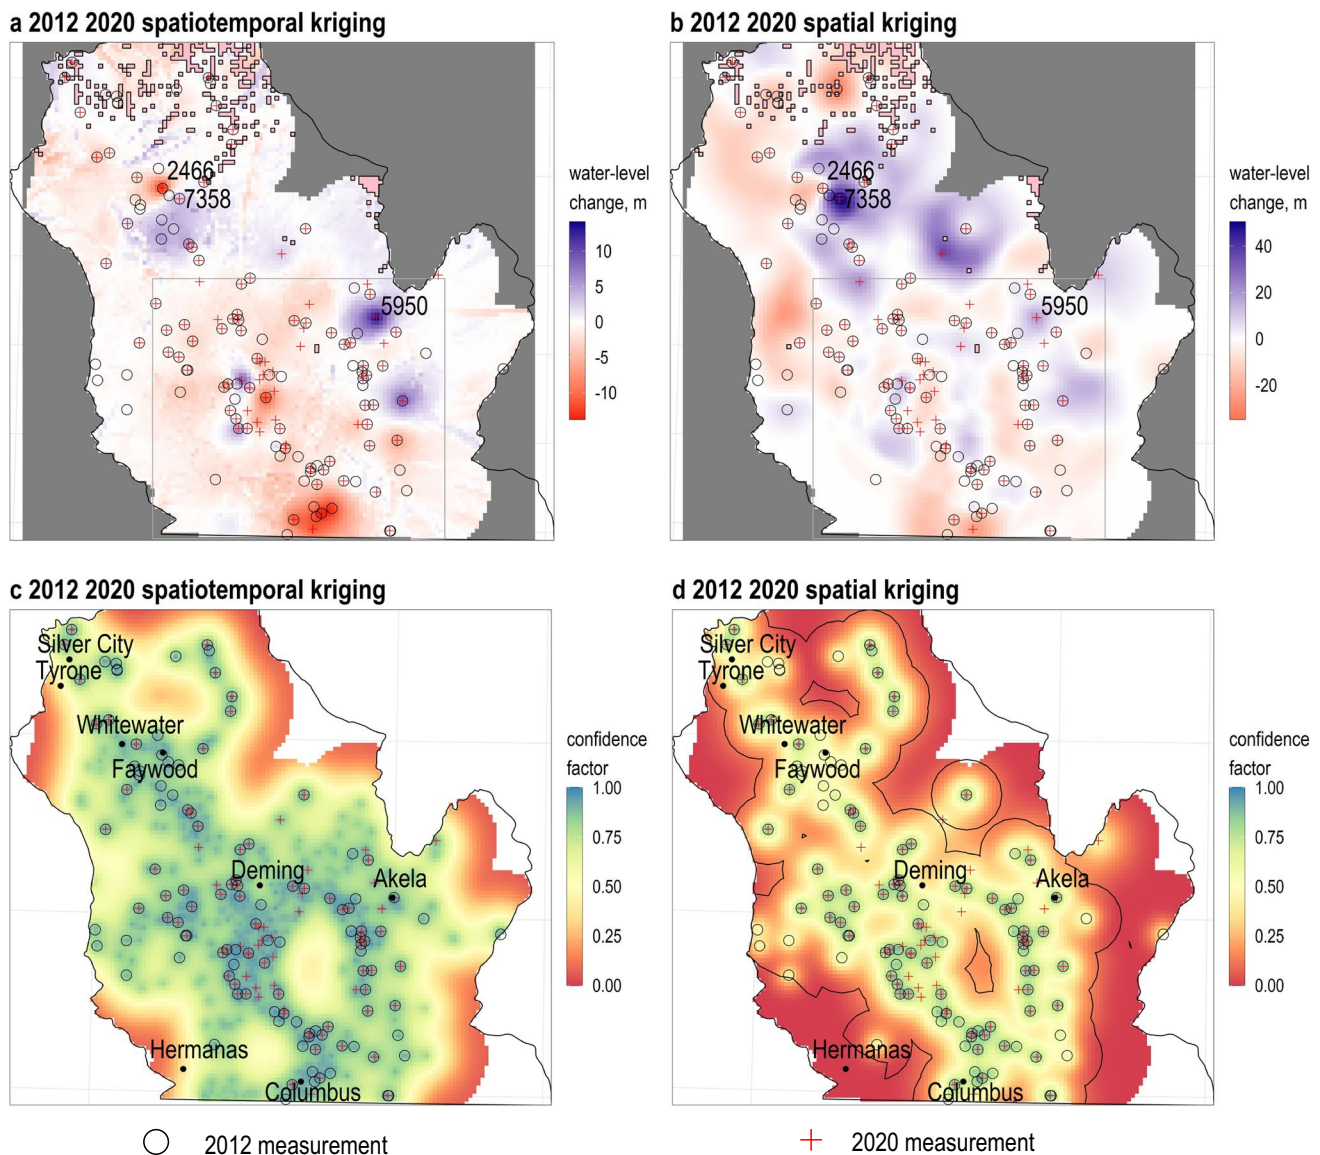 a 2012 2020 spatiotemporal kriging
2466
7358
5950
water-level
change, m
10
5
0
-5
-10
b 2012 2020 spatial kriging
2466
7358
5950
water-level
change, m
40
20
0
-20
c 2012 2020 spatiotemporal kriging
Silver City
Tyrone
Whitewater
Faywood
Deming
Akela
Hermanas
Columbus
confidence
factor
1.00
0.75
0.50
0.25
0.00
d 2012 2020 spatial kriging
Silver City
Tyrone
Whitewater
Faywood
Deming
Akela
Hermanas
Columbus
confidence
factor
1.00
0.75
0.50
0.25
0.00
2012 measurement
2020 measurement